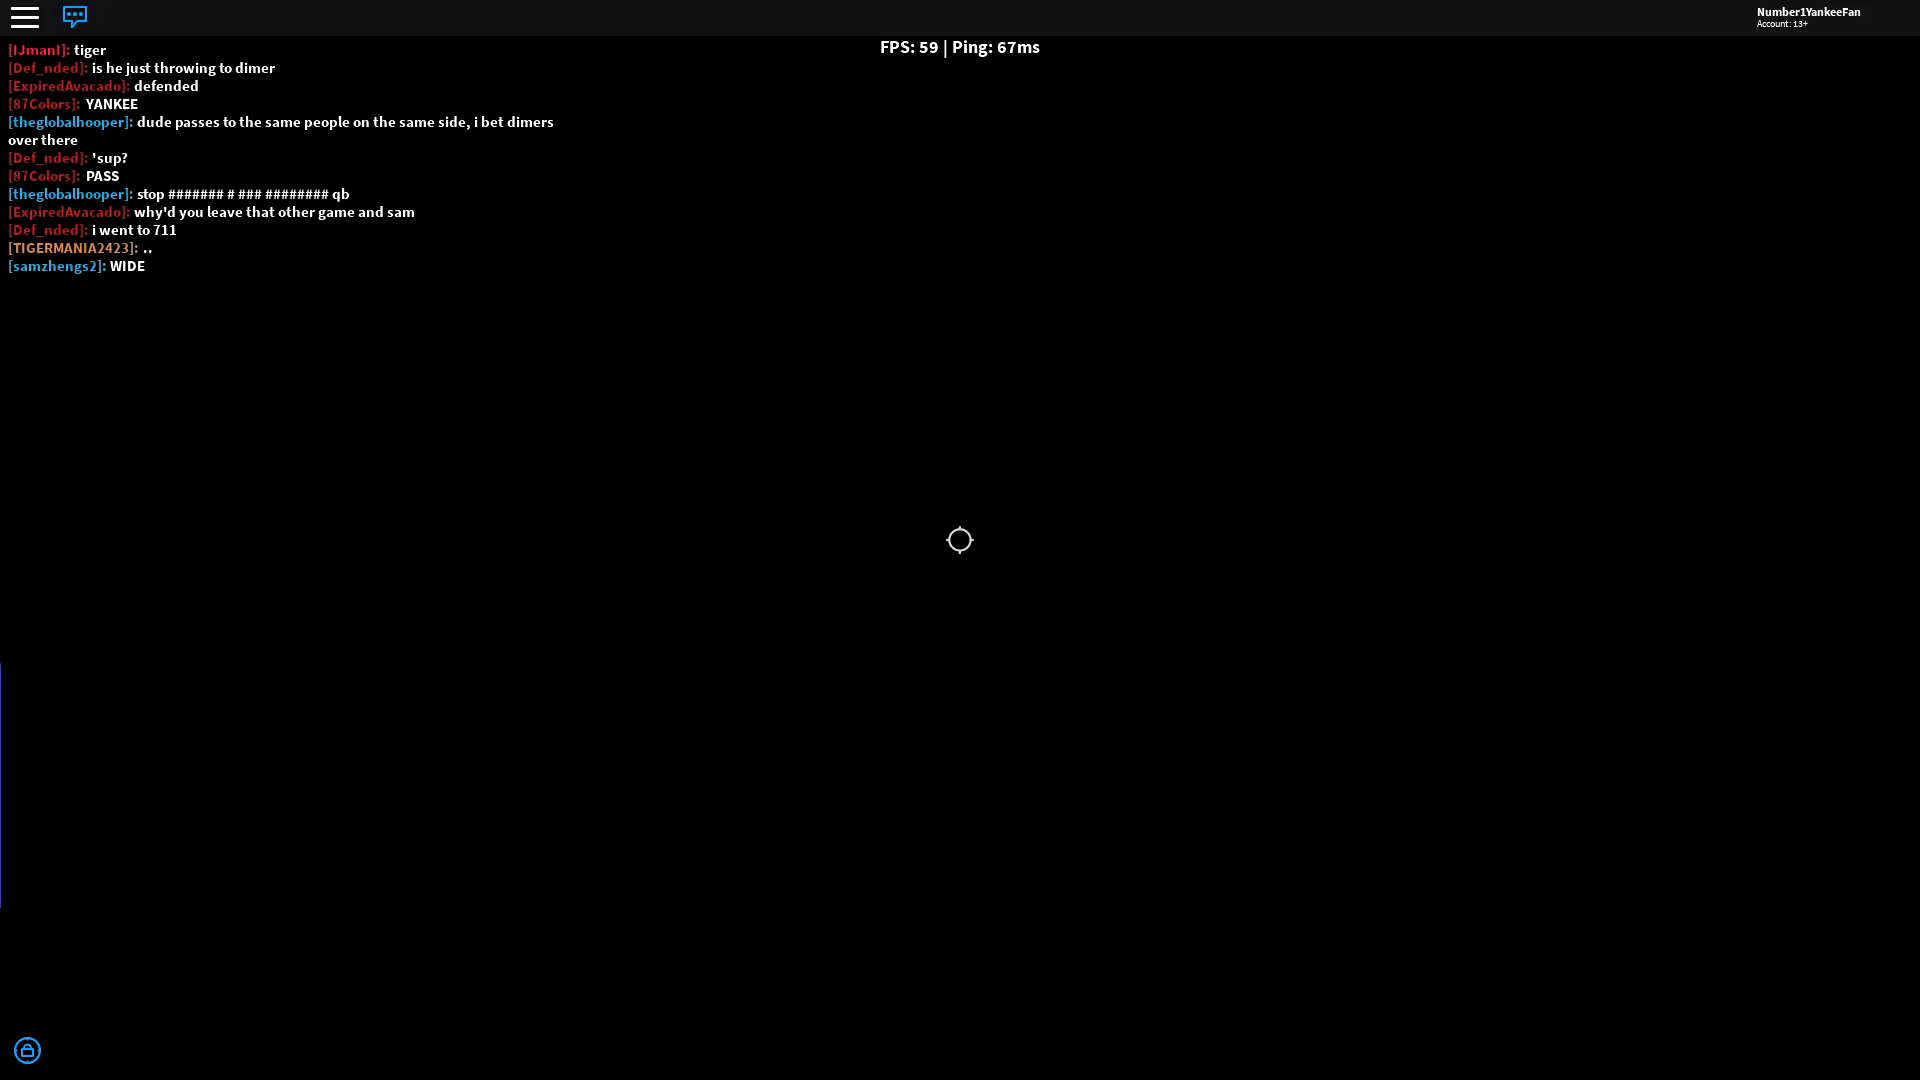 Number1YankeeFan
Account: 13+
FPS: 59 | Ping: 67ms
[IJmanI]: tiger
[Def_nded]: is he just throwing to dimer
[ExpiredAvacado]: defended
[87Colors]: YANKEE
[theglobalhooper]: dude passes to the same people on the same side, i bet dimers
over there
[Def_nded]: 'sup?
[87Colors]: PASS
[theglobalhooper]: stop ####### # ### ######## qb
[ExpiredAvacado]: why'd you leave that other game and sam
[Def_nded]: i went to 711
[TIGERMANIA2423]: ..
[samzhengs2]: WIDE